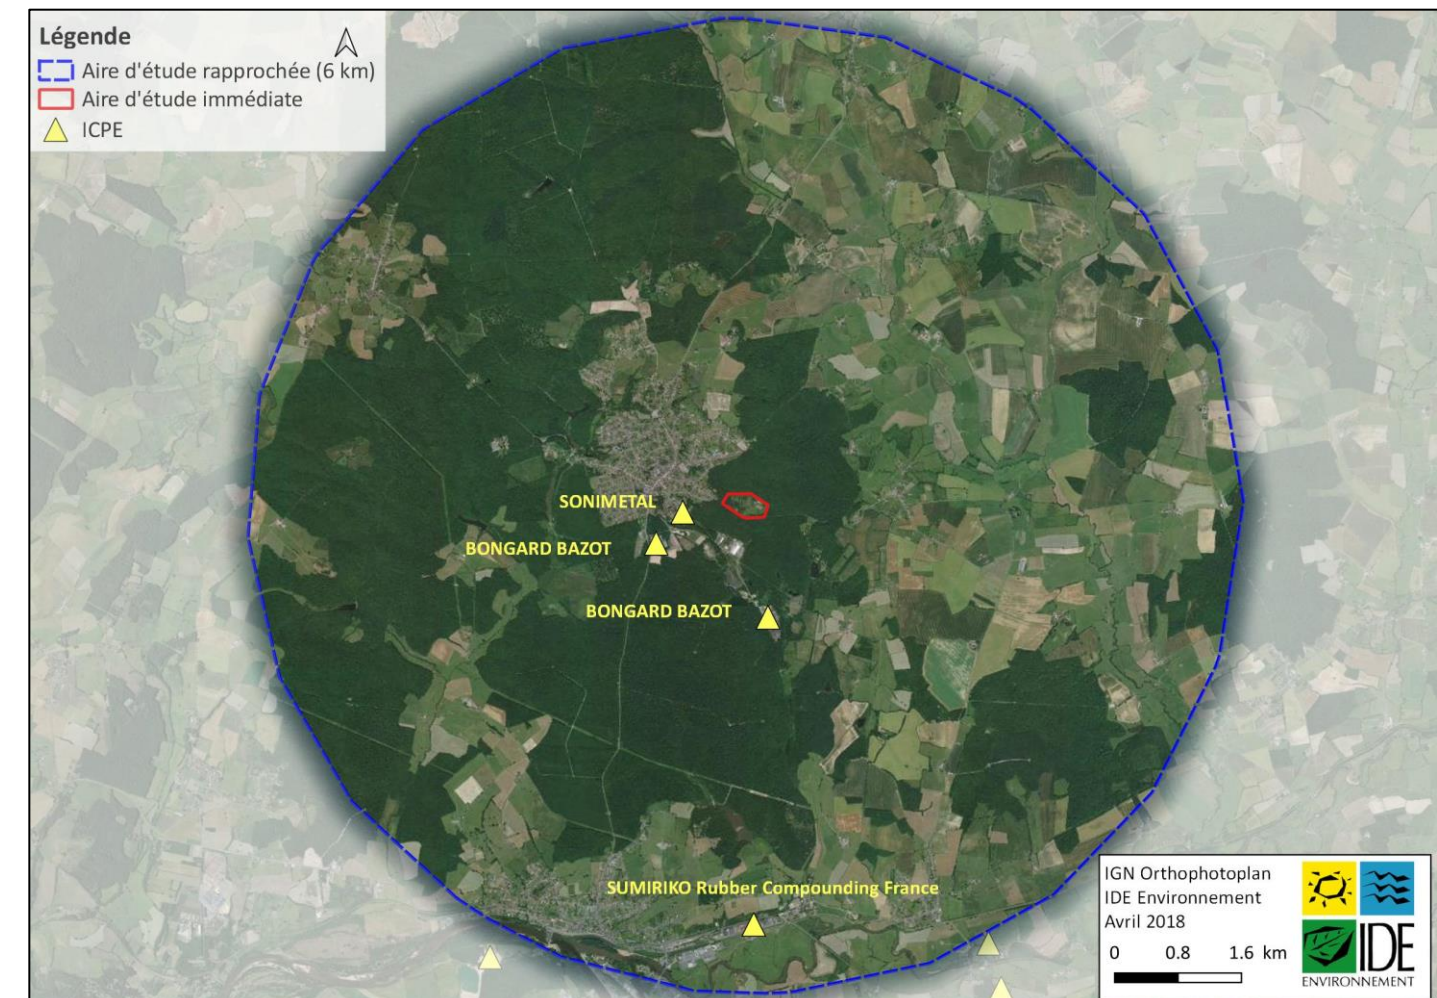 Légende
Aire d'étude rapprochée (6 km)
Aire d'étude immédiate
ICPE
SONIMETAL
BONGARD BAZOT
BONGARD BAZOT
SUMIRIKO Rubber Compounding France
IGN Orthophotoplan
IDE Environnement
Avril 2018
0 0.8 1.6 km
IDE
ENVIRONNEMENT